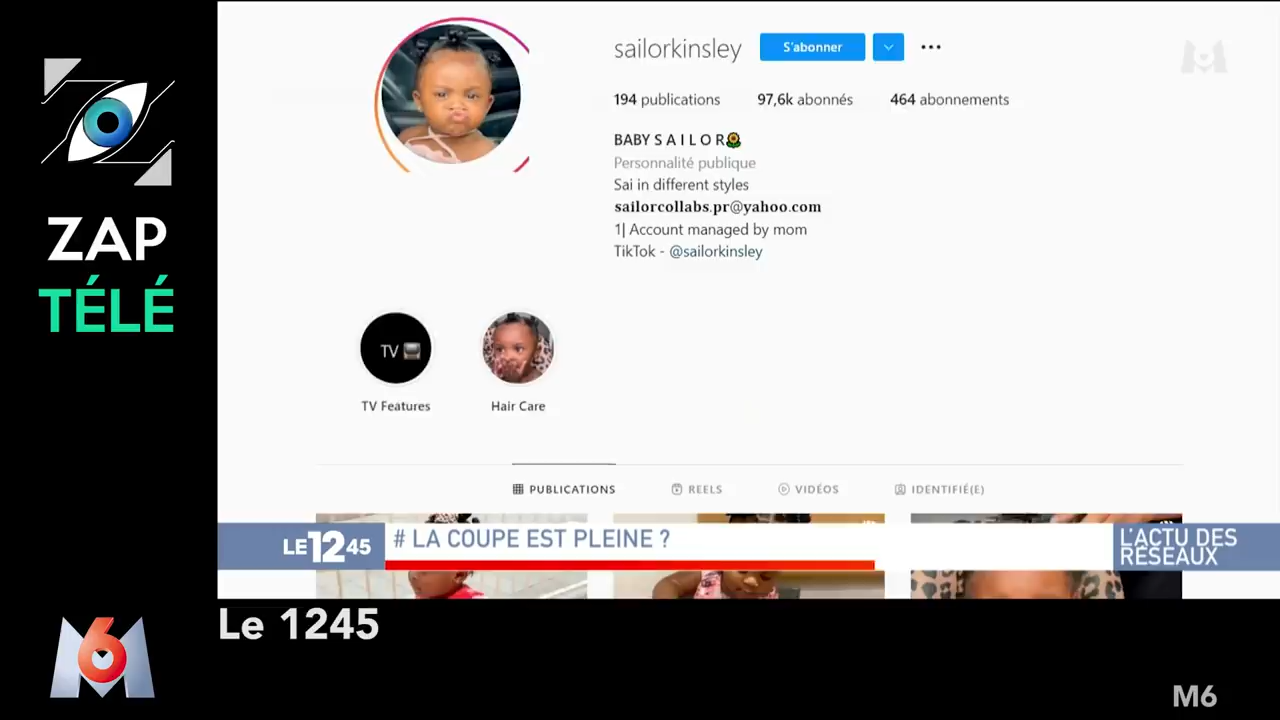 ZAP
TÉLÉ
M6
sailorkinsley
S'abonner
194 publications 97,6k abonnés 464 abonnements
BABY S A I L O R🌻
Personnalité publique
Sai in different styles
sailorcollabs.pr@yahoo.com
1| Account managed by mom
TikTok - @sailorkinsley
TV
TV Features
Hair Care
PUBLICATIONS REELS VIDÉOS IDENTIFIÉ(E)
LE 12 45
# LA COUPE EST PLEINE ?
L'ACTU DES
RÉSEAUX
Le 1245
M6
M6